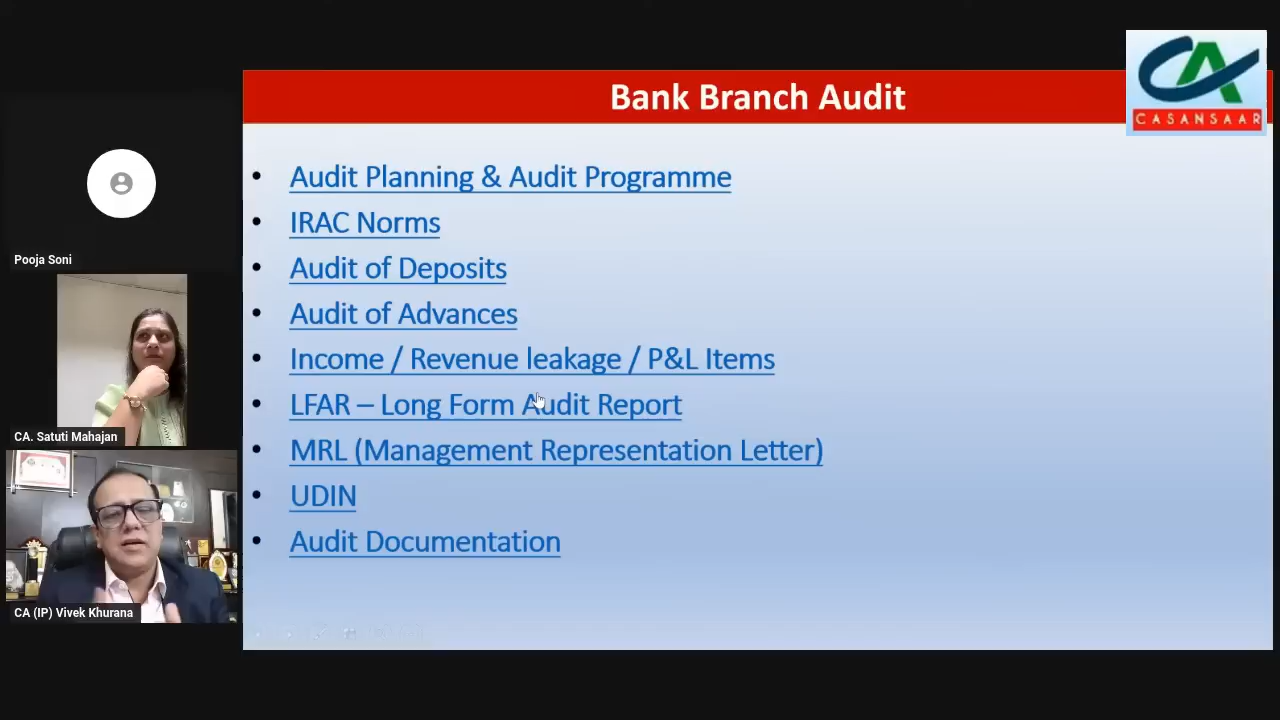 Bank Branch Audit
CASANSAAR
• Audit Planning & Audit Programme
• IRAC Norms
• Audit of Deposits
• Audit of Advances
• Income / Revenue leakage / P&L Items
• LFAR – Long Form Audit Report
• MRL (Management Representation Letter)
• UDIN
• Audit Documentation
Pooja Soni
CA. Satuti Mahajan
CA (IP) Vivek Khurana